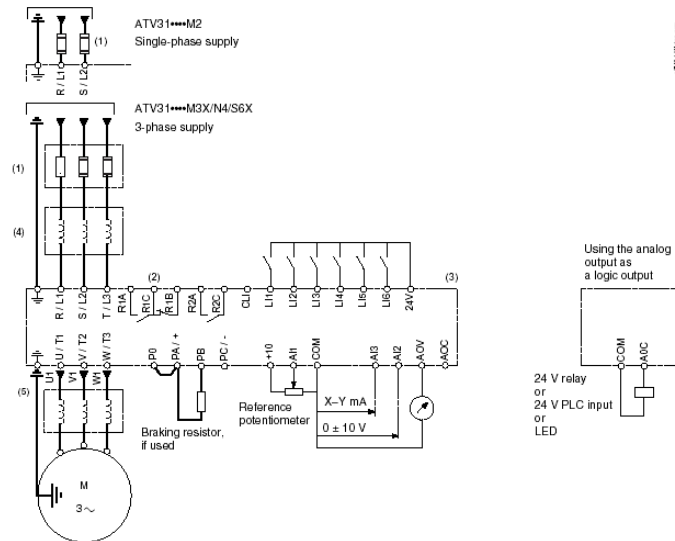 ATV31••••M2
Single-phase supply
(1)
R / L1
S / L2
ATV31••••M3X/N4/S6X
3-phase supply
(1)
(4)
(2)
(3)
R / L1
S / L2
T / L3
R1A
R1C
R1B
R2A
R2C
CLI
LI1
LI2
LI3
LI4
LI5
LI6
24V
U / T1
V / T2
W / T3
P0
PA / +
PB
PC / -
+10
AI1
COM
AI3
AI2
AOV
AOC
U1
V1
W1
(5)
Braking resistor,
if used
Reference
potentiometer
X–Y mA
0 ± 10 V
M
3~
Using the analog
output as
a logic output
COM
A0C
24 V relay
or
24 V PLC input
or
LED